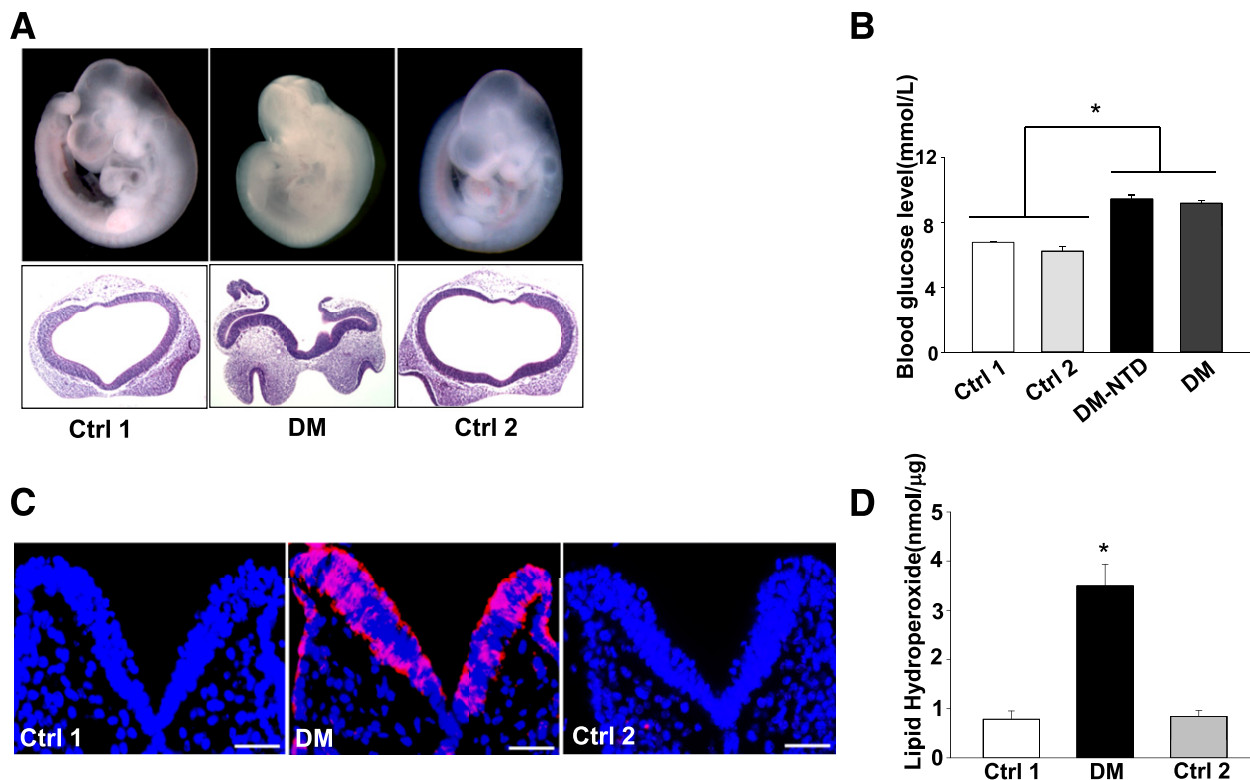 A
Ctrl 1
DM
Ctrl 2
B
Blood glucose level(mmol/L)
*
12
8
4
0
Ctrl 1
Ctrl 2
DM-NTD
DM
C
Ctrl 1
DM
Ctrl 2
D
Lipid Hydroperoxide(nmol/μg)
5
4
3
2
1
0
*
Ctrl 1
DM
Ctrl 2